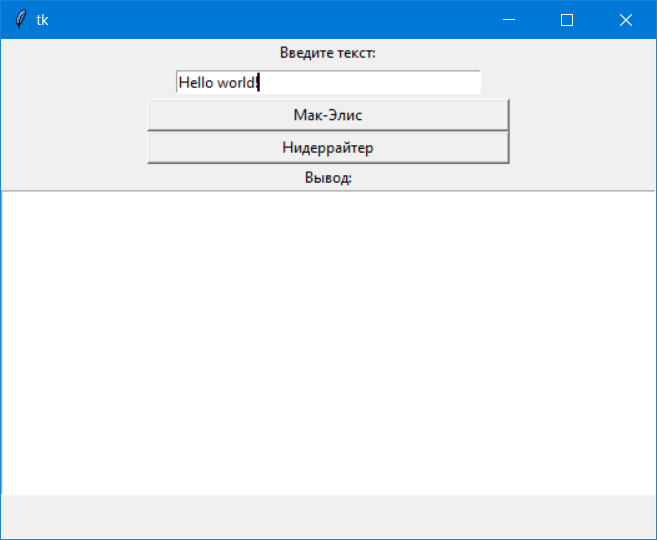 tk
Введите текст:
Hello world!
Мак-Элис
Нидеррайтер
Вывод: